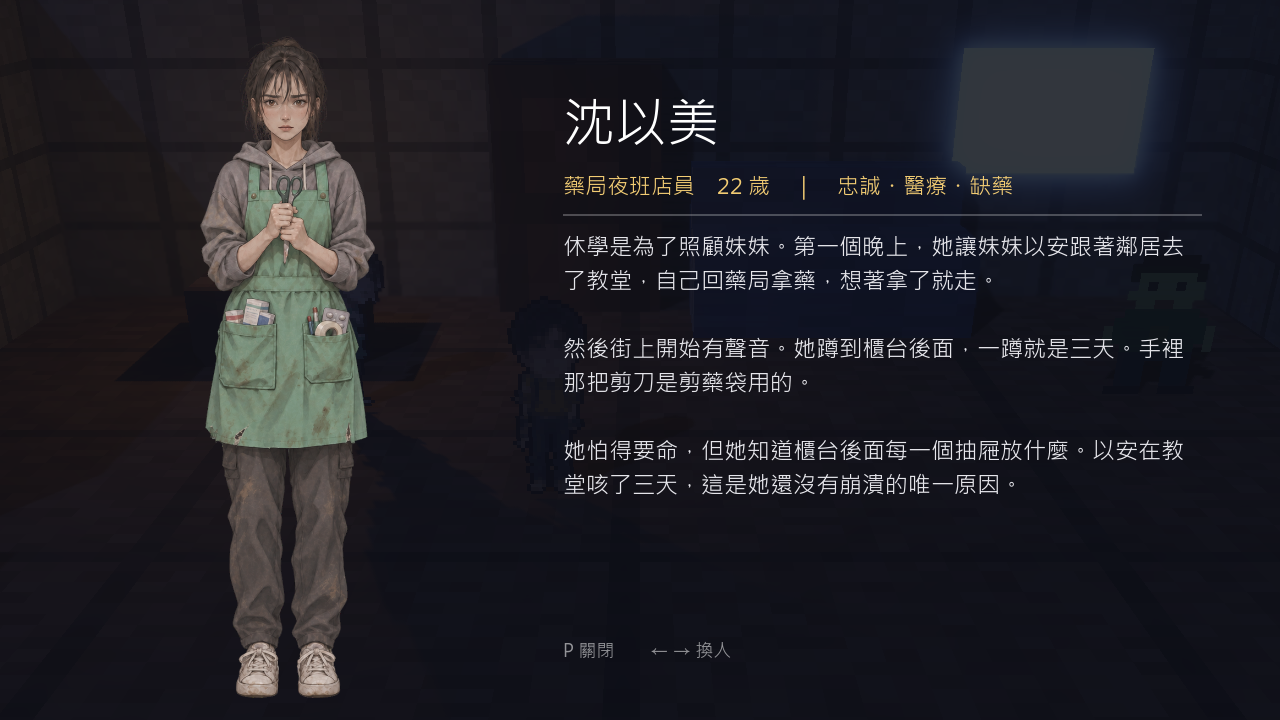 沈以美
藥局夜班店員 22 歲 | 忠誠・醫療・缺藥
休學是為了照顧妹妹。第一個晚上，她讓妹妹以安跟著鄰居去
了教堂，自己回藥局拿藥，想著拿了就走。
然後街上開始有聲音。她蹲到櫃台後面，一蹲就是三天。手裡
那把剪刀是剪藥袋用的。
她怕得要命，但她知道櫃台後面每一個抽屜放什麼。以安在教
堂咳了三天，這是她還沒有崩潰的唯一原因。
P 關閉 ← → 換人